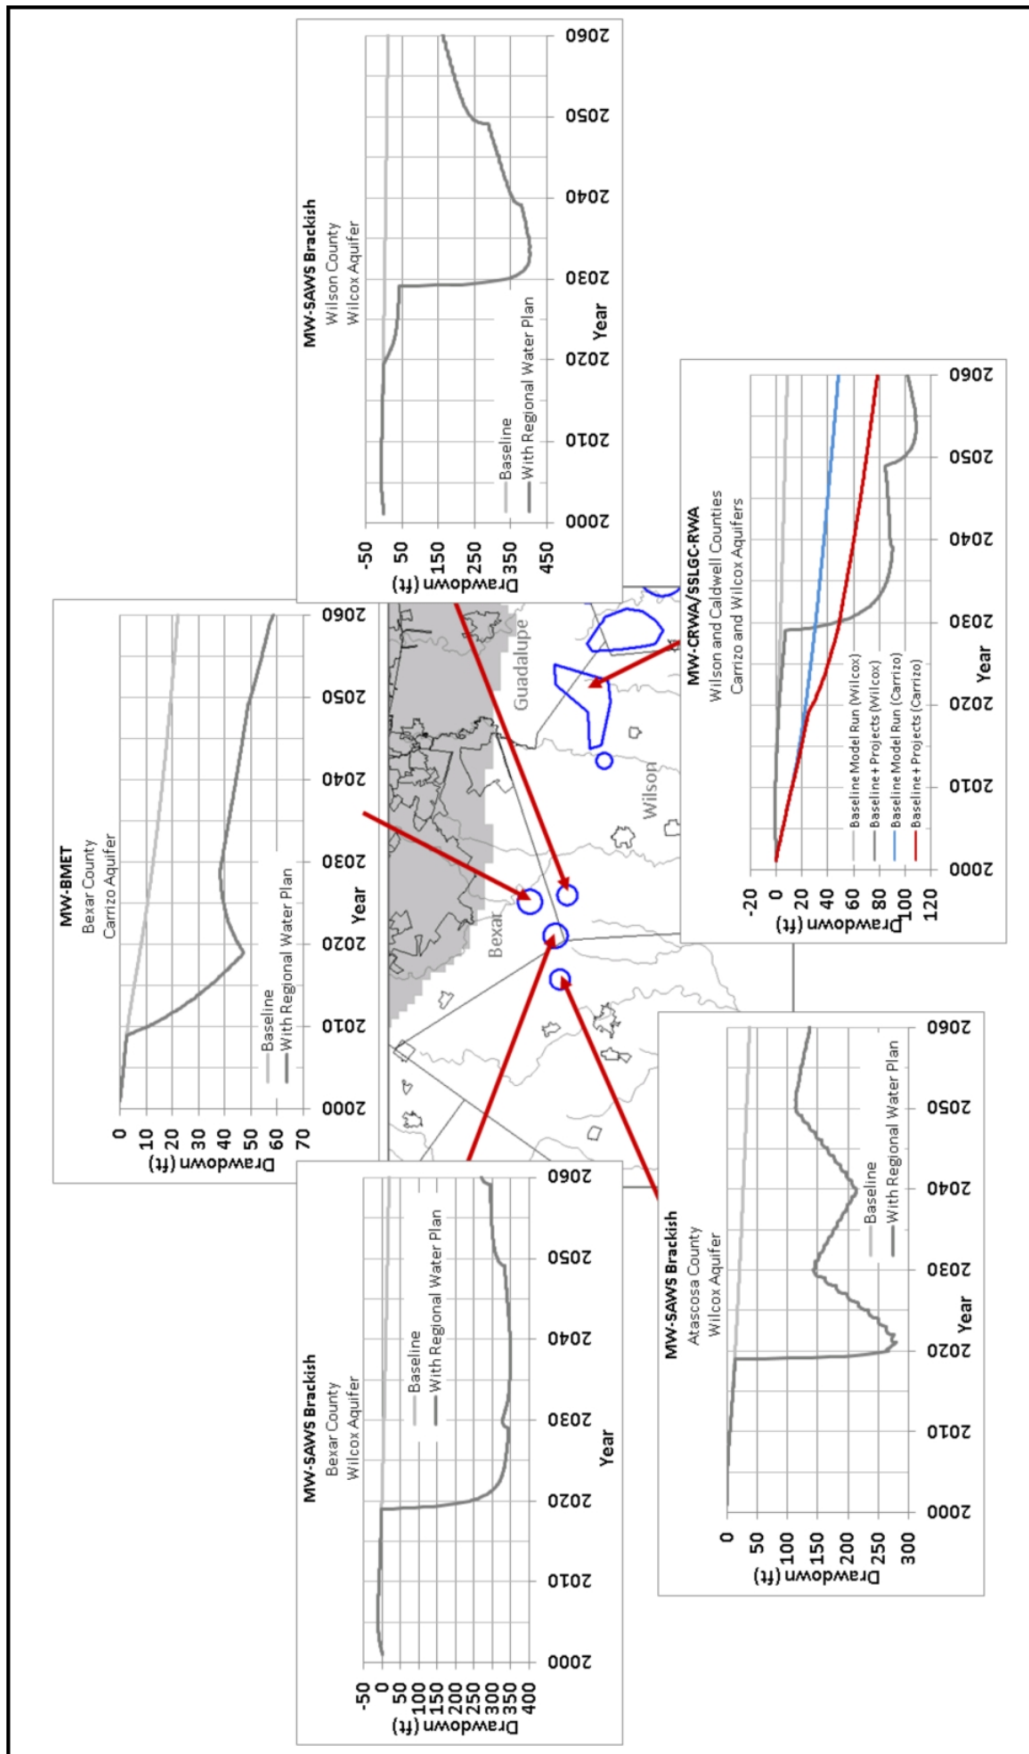 MW-BMET
Bexar County
Carrizo Aquifer
0
10
20
30
40
50
60
70
Drawdown (ft)
Baseline
With Regional Water Plan
2000
2010
2020
2030
2040
2050
2060
Year
MW-SAWS Brackish
Bexar County
Wilcox Aquifer
-50
0
50
100
150
200
250
300
350
400
Drawdown (ft)
Baseline
With Regional Water Plan
2000
2010
2020
2030
2040
2050
2060
Year
MW-SAWS Brackish
Wilson County
Wilcox Aquifer
-50
50
150
250
350
450
Drawdown (ft)
Baseline
With Regional Water Plan
2000
2010
2020
2030
2040
2050
2060
Year
Bexar
Guadalupe
Wilson
MW-SAWS Brackish
Atascosa County
Wilcox Aquifer
0
50
100
150
200
250
300
Drawdown (ft)
Baseline
With Regional Water Plan
2000
2010
2020
2030
2040
2050
2060
Year
MW-CRWA/SSLGC-RWA
Wilson and Caldwell Counties
Carrizo and Wilcox Aquifers
-20
0
20
40
60
80
100
120
Drawdown (ft)
Baseline Model Run (Wilcox)
Baseline + Projects (Wilcox)
Baseline Model Run (Carrizo)
Baseline + Projects (Carrizo)
2000
2010
2020
2030
2040
2050
2060
Year